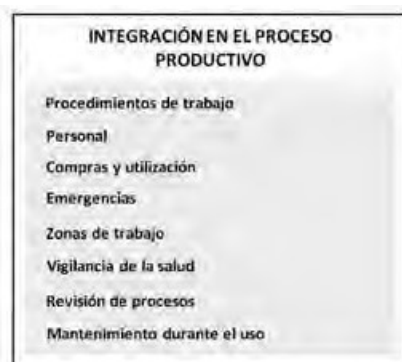 INTEGRACIÓN EN EL PROCESO
PRODUCTIVO
Procedimientos de trabajo
Personal
Compras y utilización
Emergencias
Zonas de trabajo
Vigilancia de la salud
Revisión de procesos
Mantenimiento durante el uso